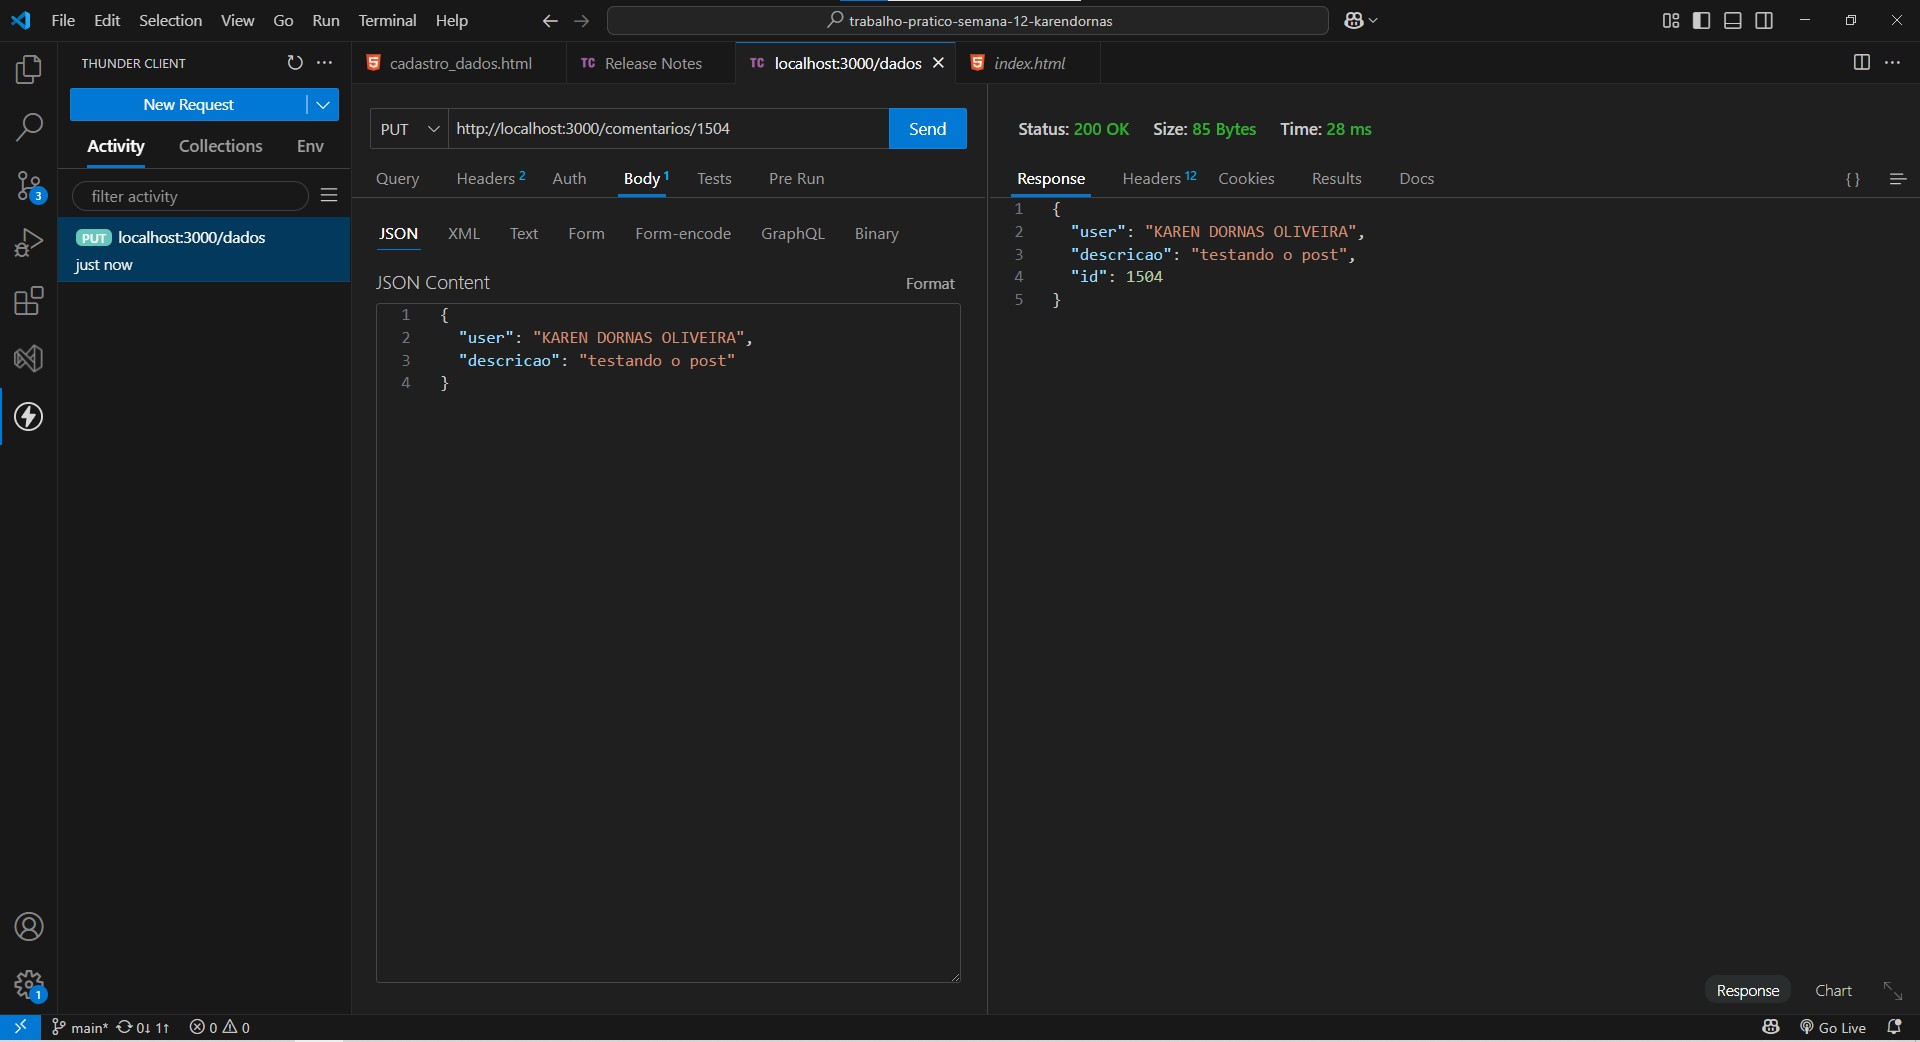 File Edit Selection View Go Run Terminal Help
trabalho-pratico-semana-12-karendornas
THUNDER CLIENT
New Request
Activity Collections Env
filter activity
PUT localhost:3000/dados
just now
3
1
cadastro_dados.html
TC Release Notes
TC localhost:3000/dados
index.html
PUT http://localhost:3000/comentarios/1504 Send
Query Headers 2 Auth Body 1 Tests Pre Run
JSON XML Text Form Form-encode GraphQL Binary
JSON Content Format
1 {
2 "user": "KAREN DORNAS OLIVEIRA",
3 "descricao": "testando o post"
4 }
Status: 200 OK Size: 85 Bytes Time: 28 ms
Response Headers 12 Cookies Results Docs
{ }
1 {
2 "user": "KAREN DORNAS OLIVEIRA",
3 "descricao": "testando o post",
4 "id": 1504
5 }
Response Chart
main* 0↓ 1↑ 0 0
Go Live